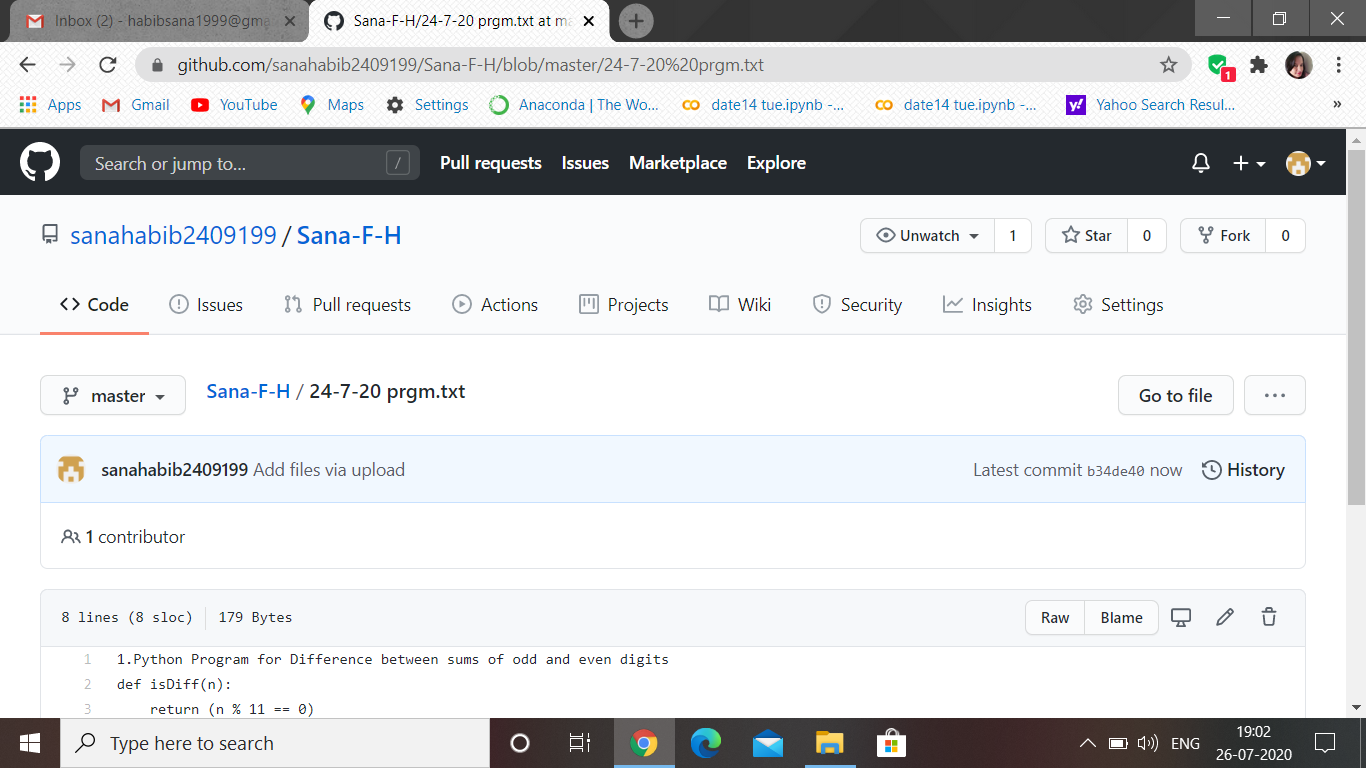 Inbox (2) - habibsana1999@gma
Sana-F-H/24-7-20 prgm.txt at ma
github.com/sanahabib2409199/Sana-F-H/blob/master/24-7-20%20prgm.txt
1
Apps Gmail YouTube Maps Settings Anaconda | The Wo... date14 tue.ipynb -... date14 tue.ipynb -... y! Yahoo Search Resul... »
Search or jump to... / Pull requests Issues Marketplace Explore
sanahabib2409199 / Sana-F-H Unwatch 1 Star 0 Fork 0
Code Issues Pull requests Actions Projects Wiki Security Insights Settings
master Sana-F-H / 24-7-20 prgm.txt Go to file ...
sanahabib2409199 Add files via upload Latest commit b34de40 now History
1 contributor
8 lines (8 sloc) 179 Bytes Raw Blame
1 1.Python Program for Difference between sums of odd and even digits
2 def isDiff(n):
3 return (n % 11 == 0)
Type here to search ENG 19:02
26-07-2020